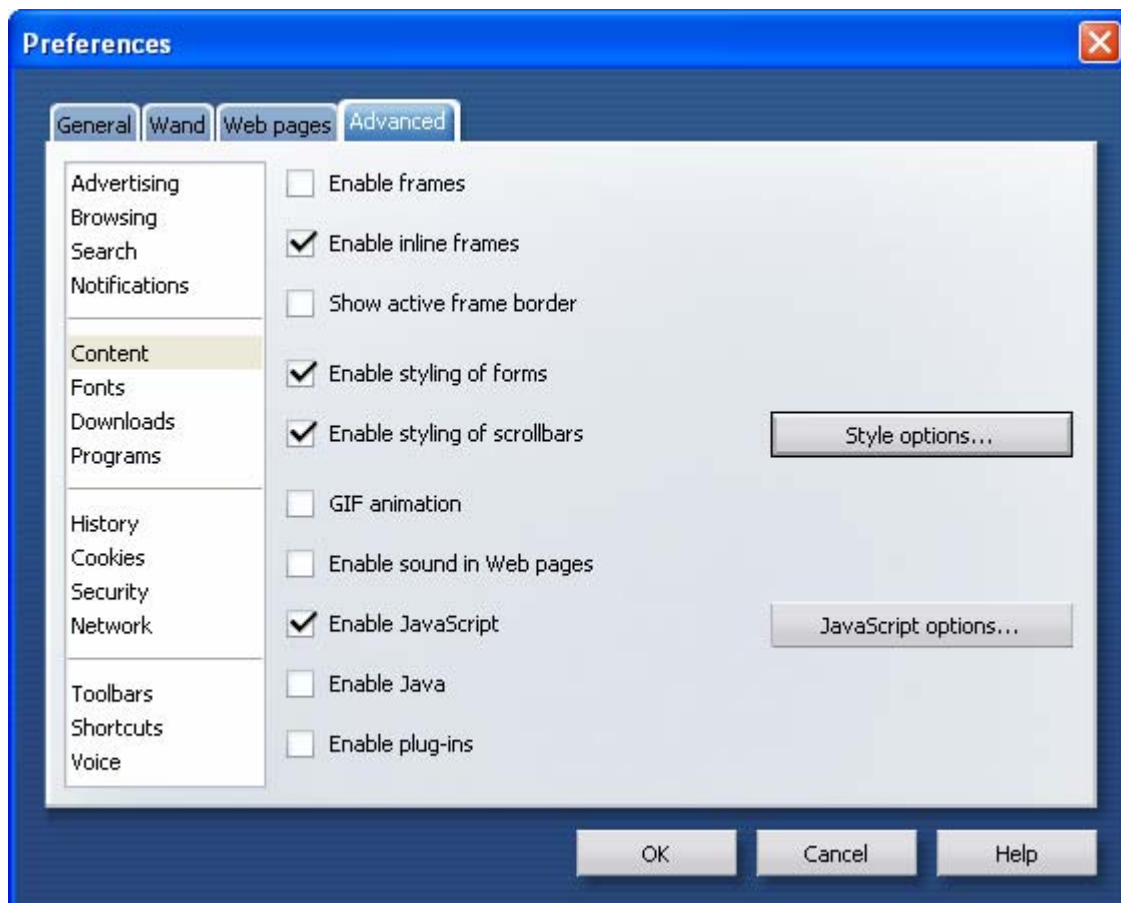 Preferences
General Wand Web pages Advanced
Advertising
Browsing
Search
Notifications
Content
Fonts
Downloads
Programs
History
Cookies
Security
Network
Toolbars
Shortcuts
Voice
Enable frames
Enable inline frames
Show active frame border
Enable styling of forms
Enable styling of scrollbars
Style options...
GIF animation
Enable sound in Web pages
Enable JavaScript
JavaScript options...
Enable Java
Enable plug-ins
OK Cancel Help